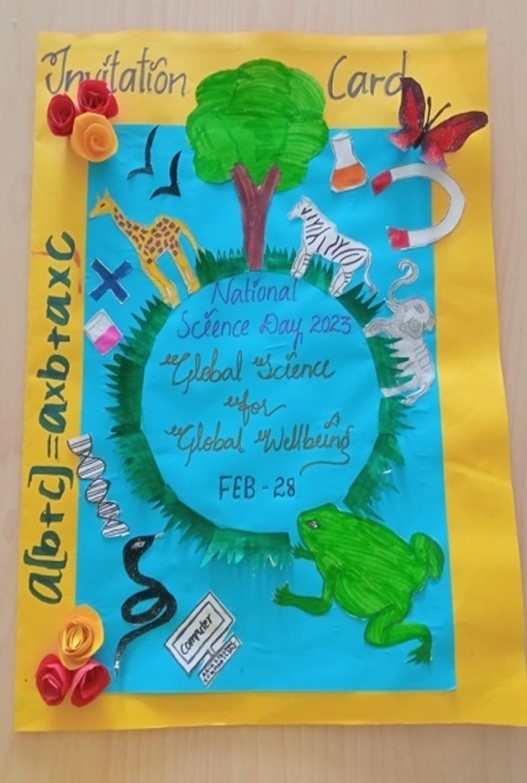 Invitation Card
National
Science Day 2023
"Global Science
"for
"Global "Wellbeing
FEB - 28
a[b+c]=axb+axc
computer